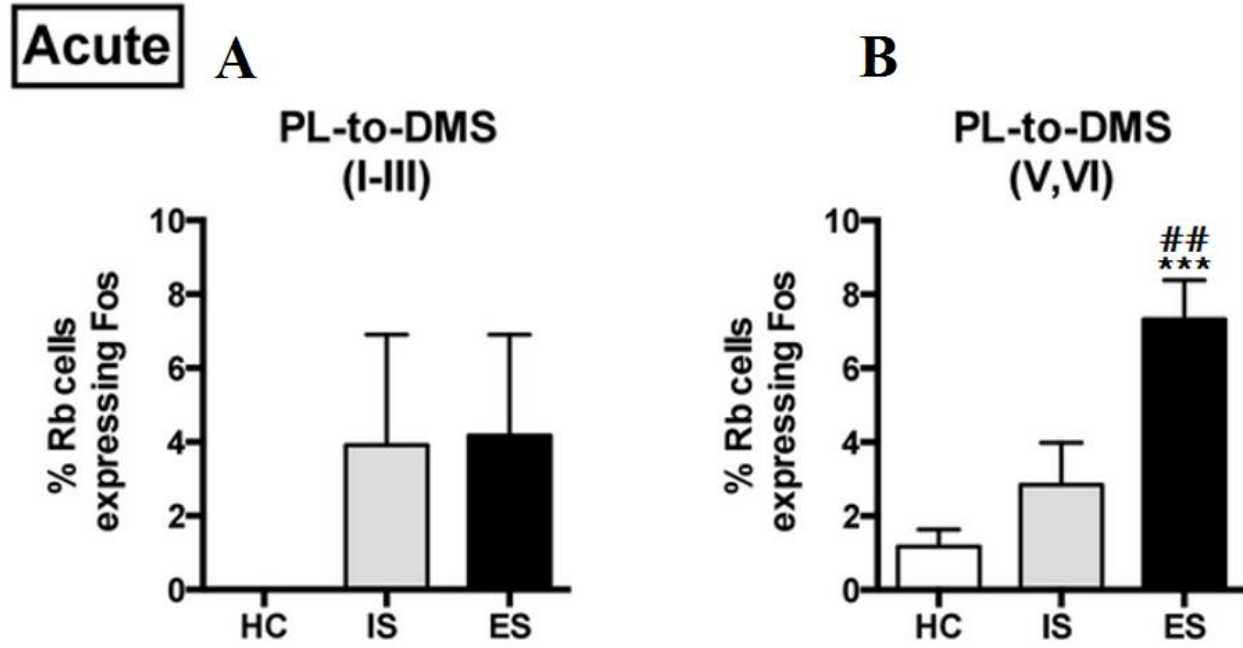 Acute
A
PL-to-DMS
(I-III)
% Rb cells
expressing Fos
10
8
6
4
2
0
HC IS ES
B
PL-to-DMS
(V,VI)
% Rb cells
expressing Fos
10
8
6
4
2
0
##
***
HC IS ES